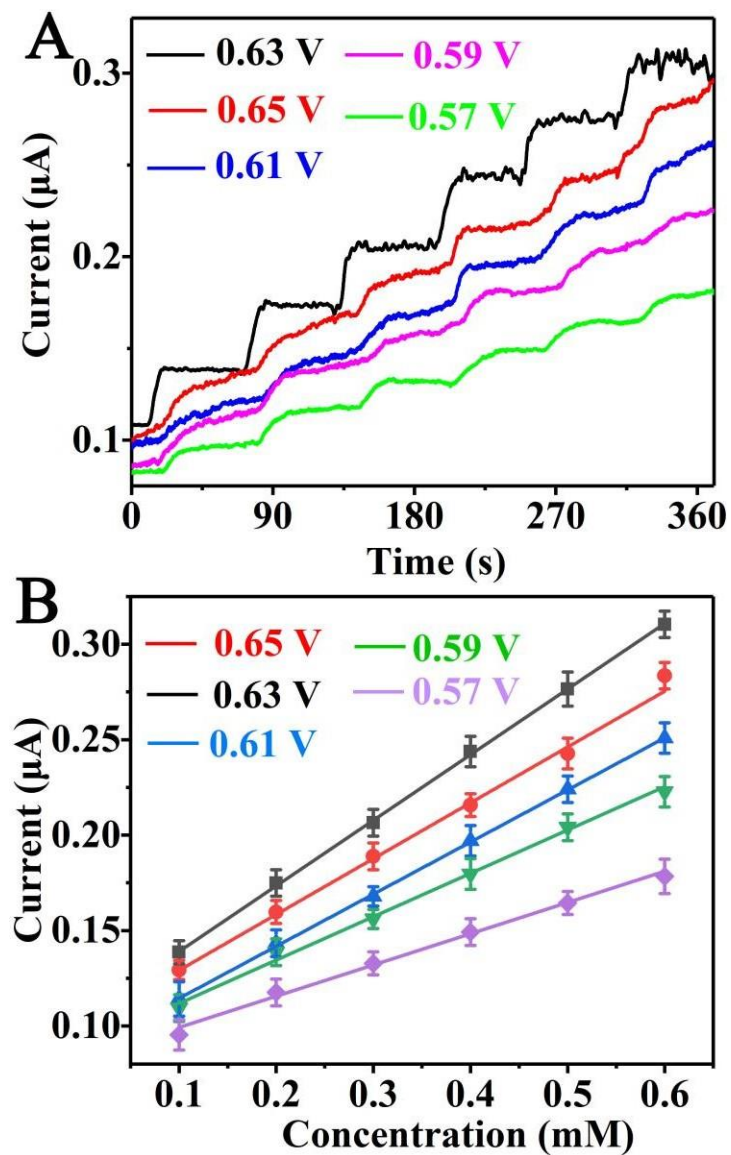 A
0.63 V 0.59 V
0.65 V 0.57 V
0.61 V
0.3
0.2
0.1
Current (µA)
0 90 180 270 360
Time (s)
B
0.65 V 0.59 V
0.63 V 0.57 V
0.61 V
0.30
0.25
0.20
0.15
0.10
Current (µA)
0.1 0.2 0.3 0.4 0.5 0.6
Concentration (mM)